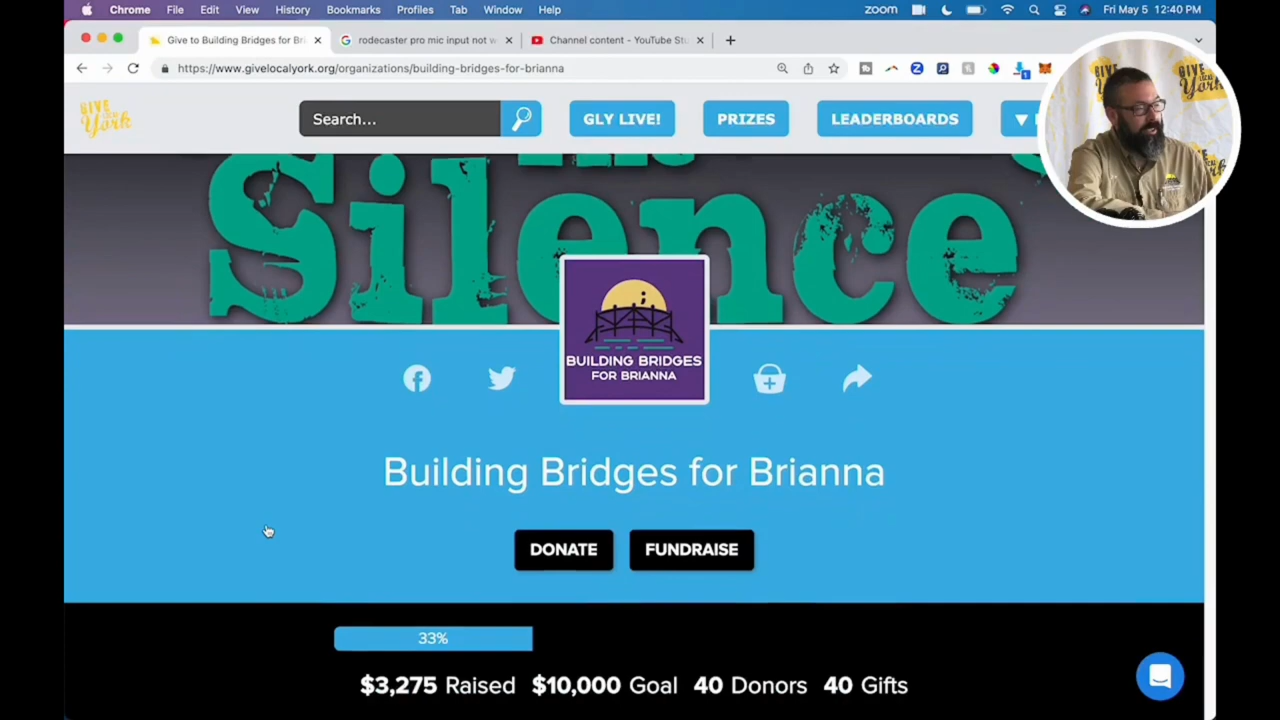 Chrome File Edit View History Bookmarks Profiles Tab Window Help zoom Fri May 5 12:40 PM
Give to Building Bridges for Bri rodecaster pro mic input not w Channel content - YouTube Stu
https://www.givelocalyork.org/organizations/building-bridges-for-brianna
GIVE local York
Search... GLY LIVE! PRIZES LEADERBOARDS
Silence
BUILDING BRIDGES
FOR BRIANNA
Building Bridges for Brianna
DONATE FUNDRAISE
33%
$3,275 Raised $10,000 Goal 40 Donors 40 Gifts